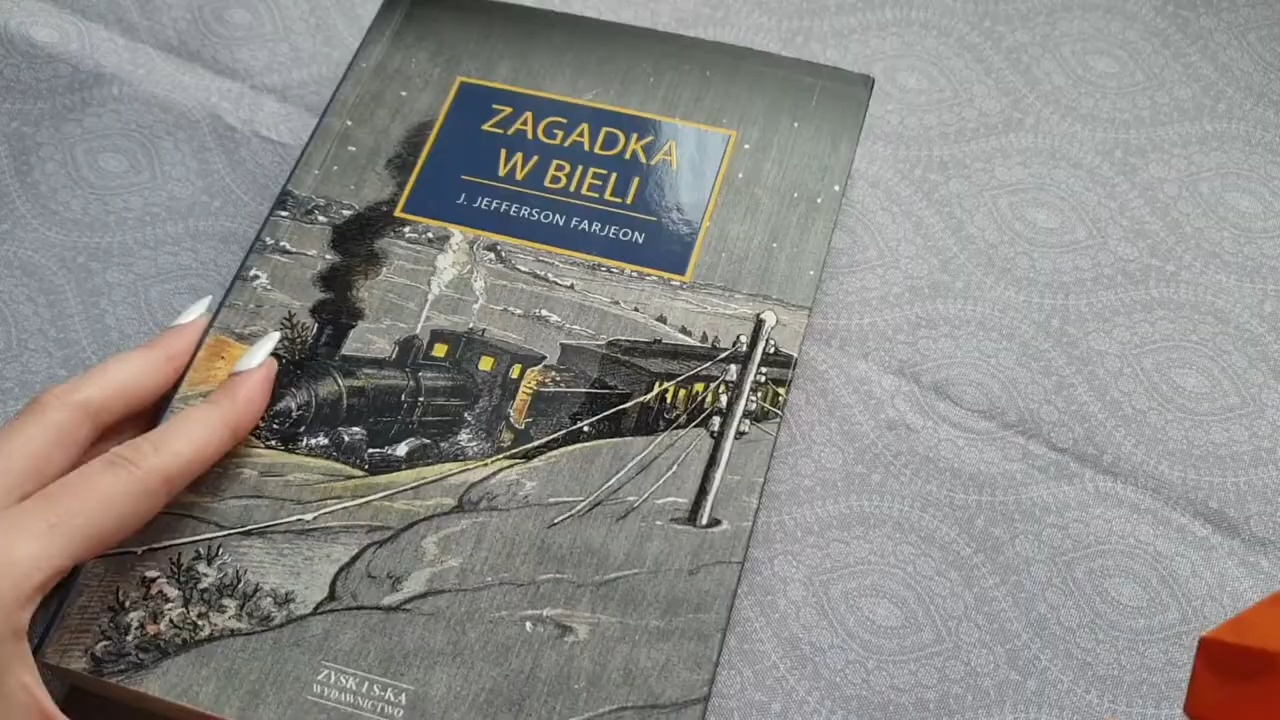 ZAGADKA
W BIELI
J. JEFFERSON FARJEON
ZYSK I S-KA
WYDAWNICTWO